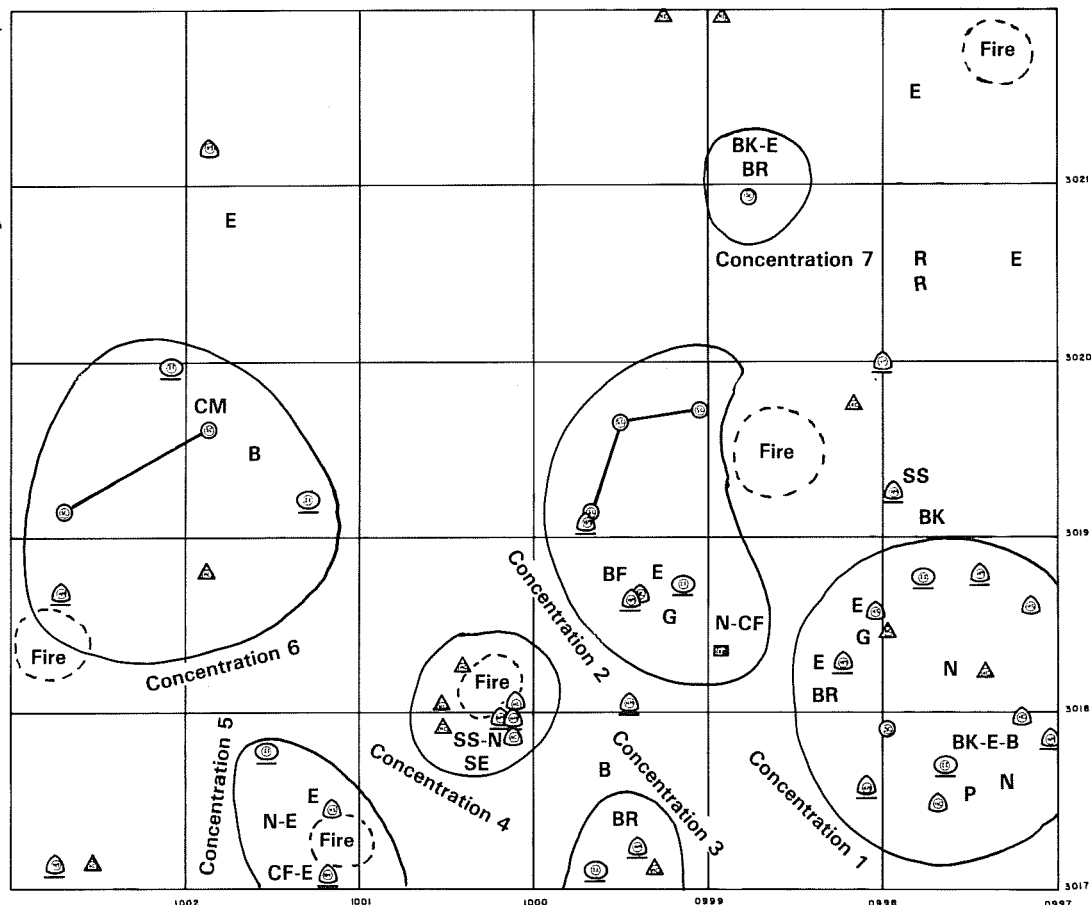 Fire
E
BK-E
BR
3021
E
Concentration 7
R
E
R
3020
CM
B
Fire
SS
BK
3019
BF
E
G
N-CF
E
G
Fire
Concentration 6
Concentration 2
Fire
E
BR
N
3018
SS-N
SE
Concentration 4
Concentration 5
B
Concentration 3
Concentration 1
BK-E-B
N
P
E
N-E
Fire
CF-E
BR
3017
1002
1001
1000
0999
0998
0997